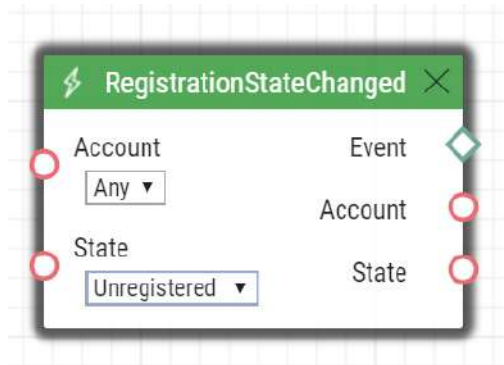 RegistrationStateChanged
Account
Event
Any
Account
State
State
Unregistered